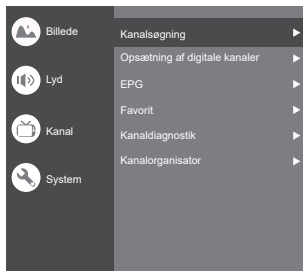 Billede
Lyd
Kanal
System
Kanalsøgning
Opsætning af digitale kanaler
EPG
Favorit
Kanaldiagnostik
Kanalorganisator